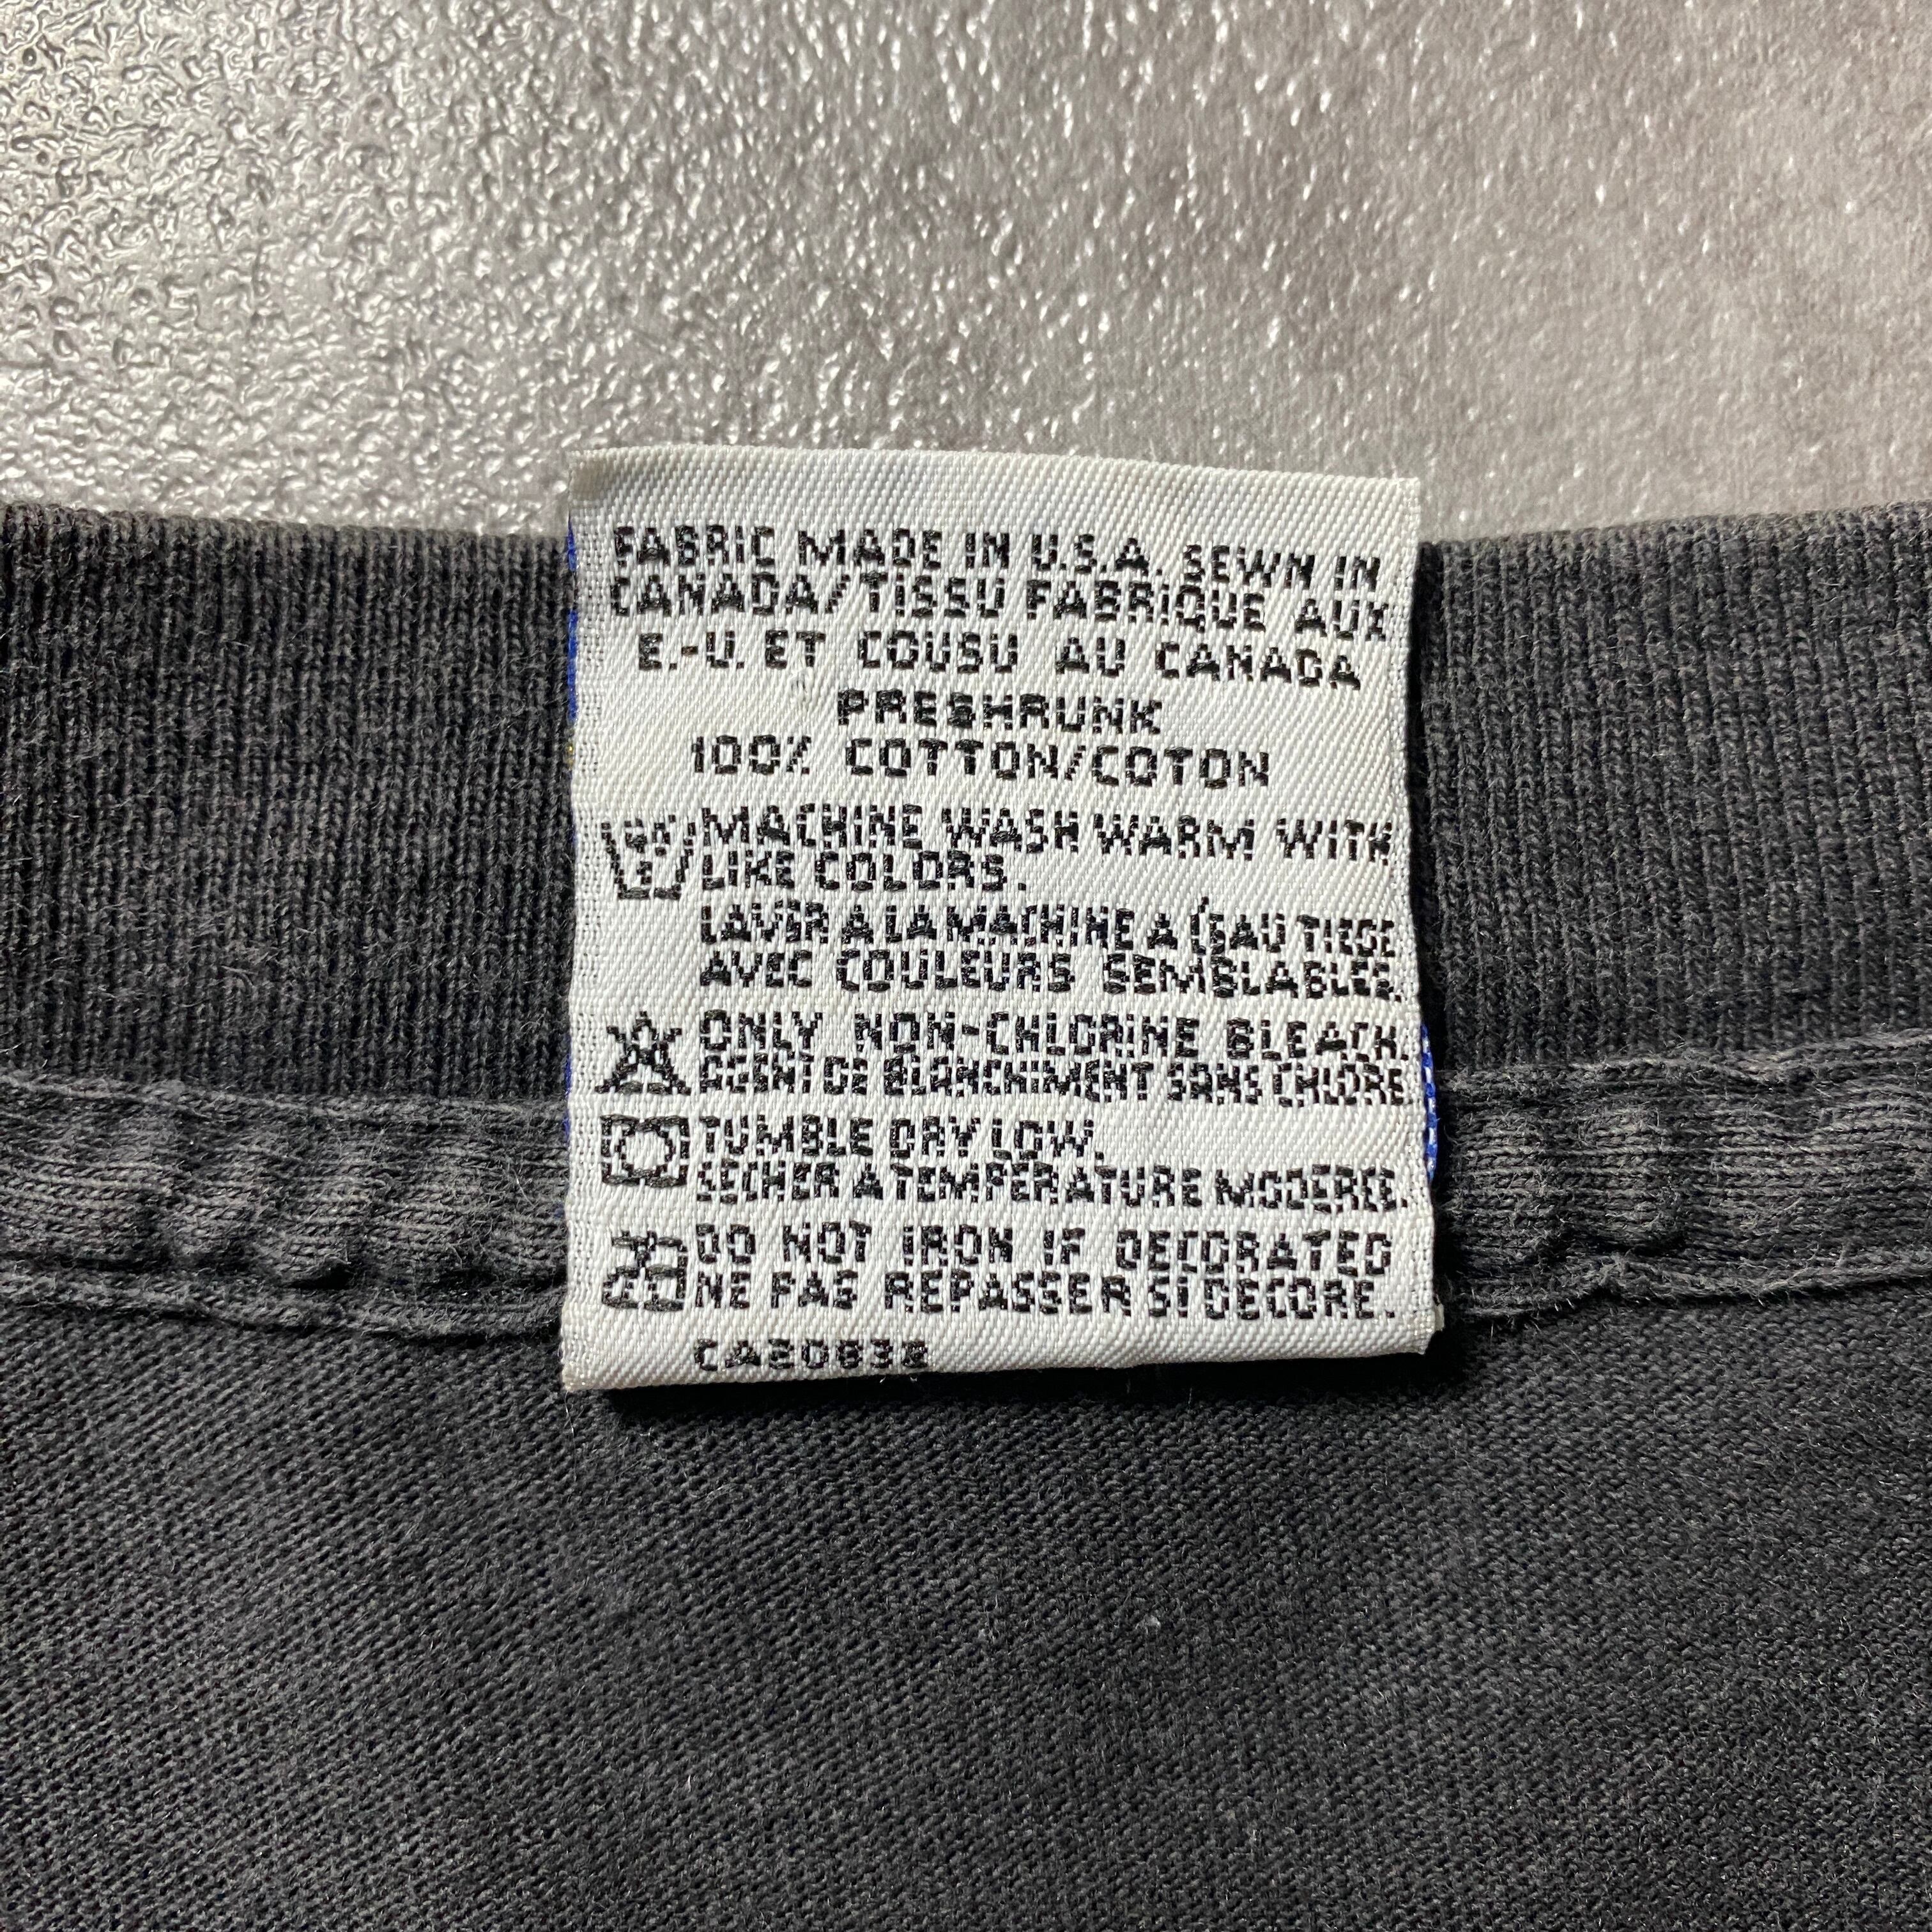 FABRIC MADE IN U.S.A. SEWN IN
CANADA/TISSU FABRIQUE AUX
E.-U. ET COUSU AU CANADA
PRESHRUNK
100% COTTON/COTON
MACHINE WASH WARM WITH
LIKE COLORS.
LAVER A LA MACHINE A L'EAU TIEDE
AVEC COULEURS SEMBLABLES.
ONLY NON-CHLORINE BLEACH.
AGENT DE BLANCHIMENT SANS CHLORE.
TUMBLE DRY LOW.
SECHER A TEMPERATURE MODEREE.
DO NOT IRON IF DECORATED
NE PAS REPASSER SI DECORE.